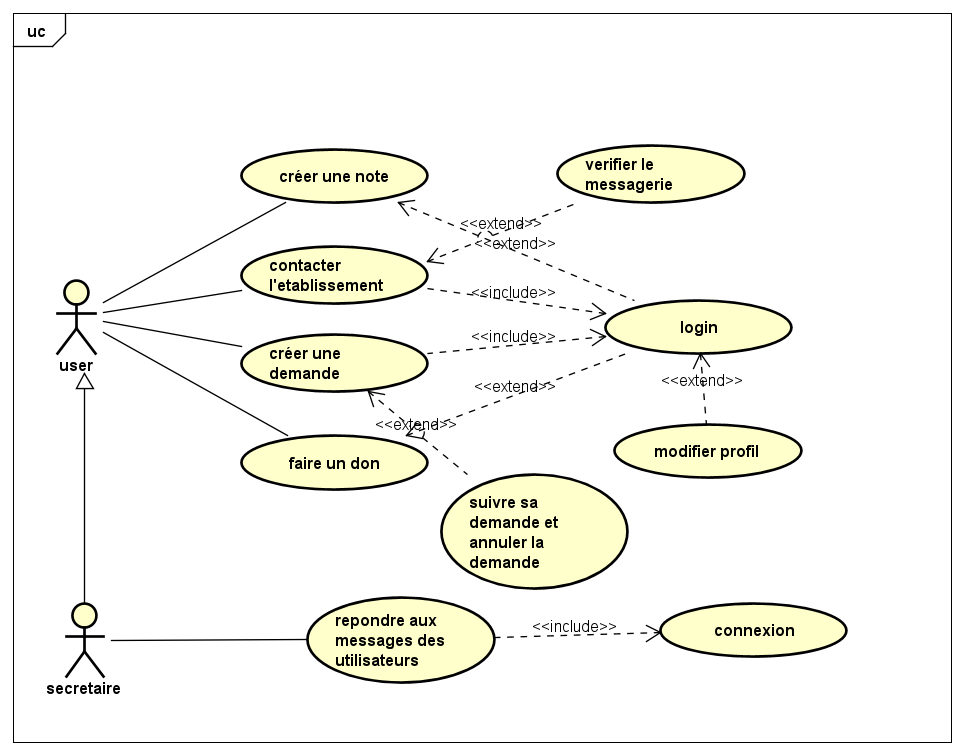 uc
créer une note
verifier le
messagerie
<<extend>>
<<extend>>
contacter
l'etablissement
<<include>>
login
<<include>>
créer une
demande
user
<<extend>>
<<extend>>
<<extend>>
modifier profil
faire un don
suivre sa
demande et
annuler la
demande
repondre aux
messages des
utilisateurs
<<include>>
connexion
secretaire